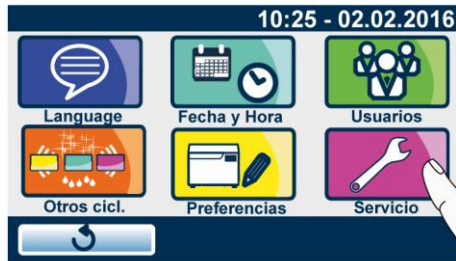 10:25 - 02.02.2016
Language Fecha y Hora Usuarios
Otros cicl. Preferencias Servicio